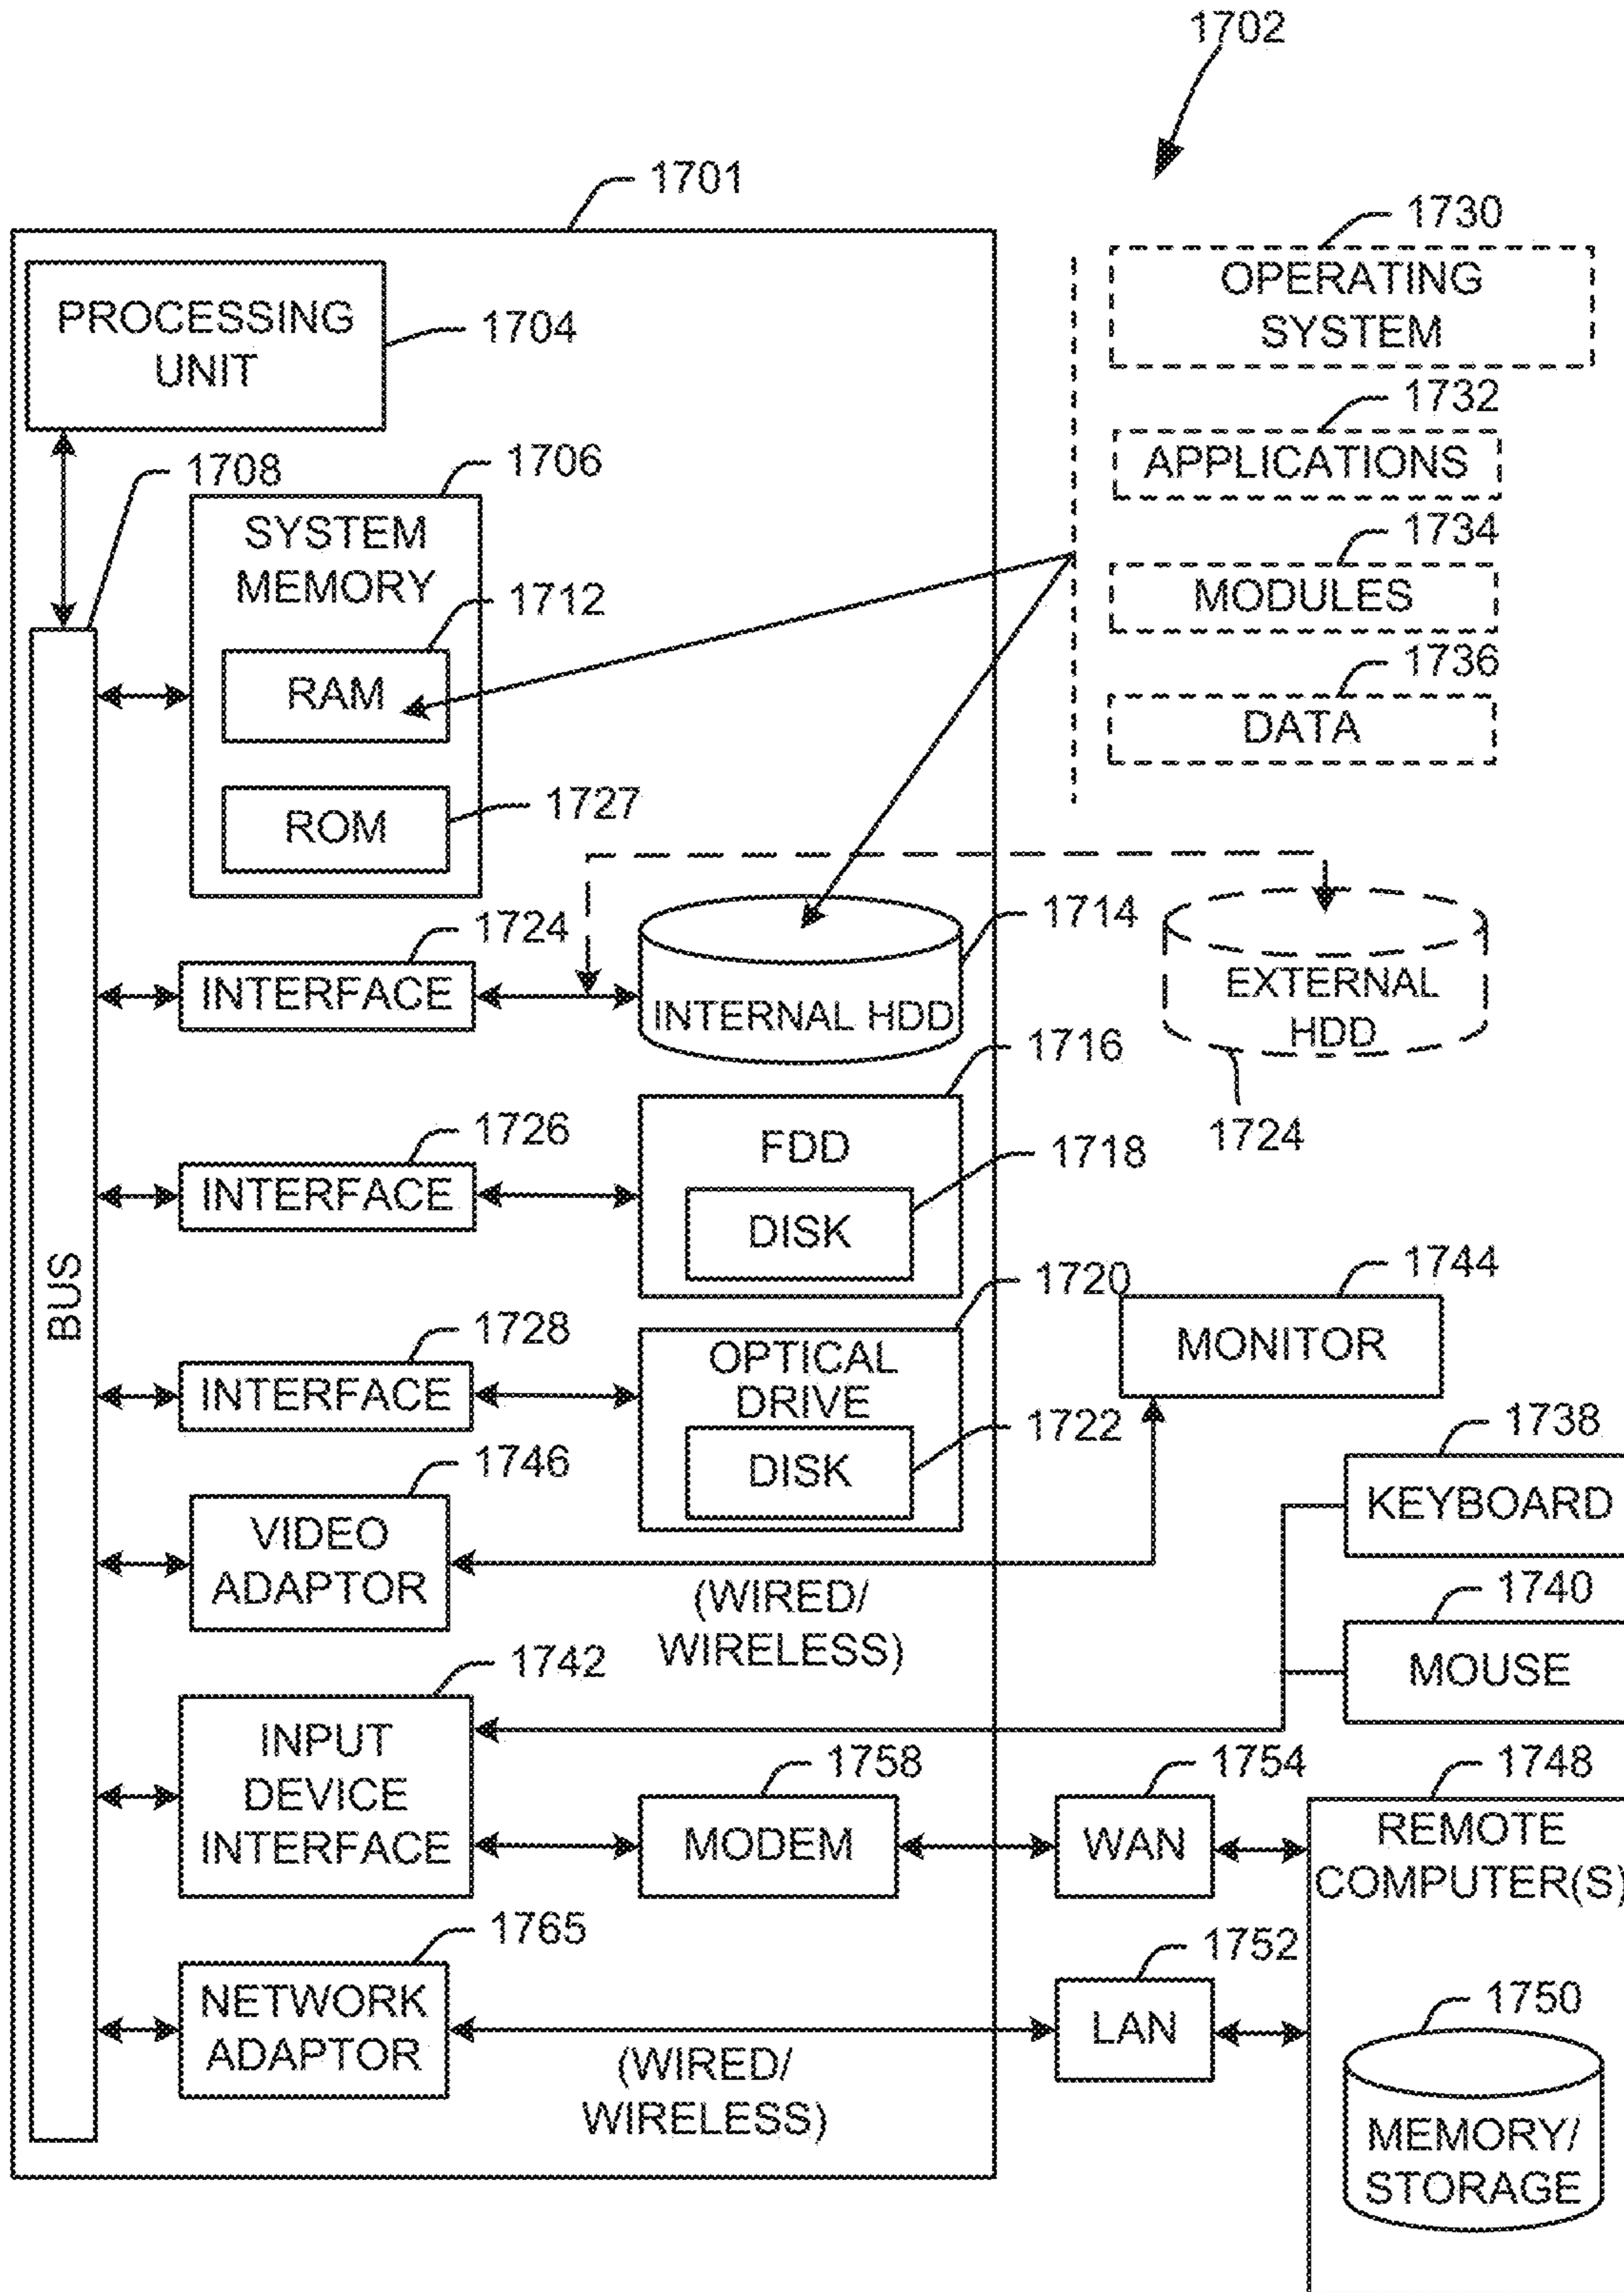 1702
1701
1730
OPERATING
SYSTEM
PROCESSING
UNIT
1704
1732
APPLICATIONS
1708
1706
SYSTEM
MEMORY
1734
MODULES
1712
RAM
1736
DATA
1727
ROM
1724
INTERFACE
1714
INTERNAL HDD
EXTERNAL
HDD
1724
1716
FDD
1726
INTERFACE
1718
DISK
BUS
1720
1744
MONITOR
1728
INTERFACE
OPTICAL
DRIVE
1722
DISK
1738
KEYBOARD
1746
VIDEO
ADAPTOR
(WIRED/
WIRELESS)
1740
MOUSE
1742
INPUT
DEVICE
INTERFACE
1758
MODEM
1754
WAN
1748
REMOTE
COMPUTER(S)
1765
NETWORK
ADAPTOR
(WIRED/
WIRELESS)
1752
LAN
1750
MEMORY/
STORAGE